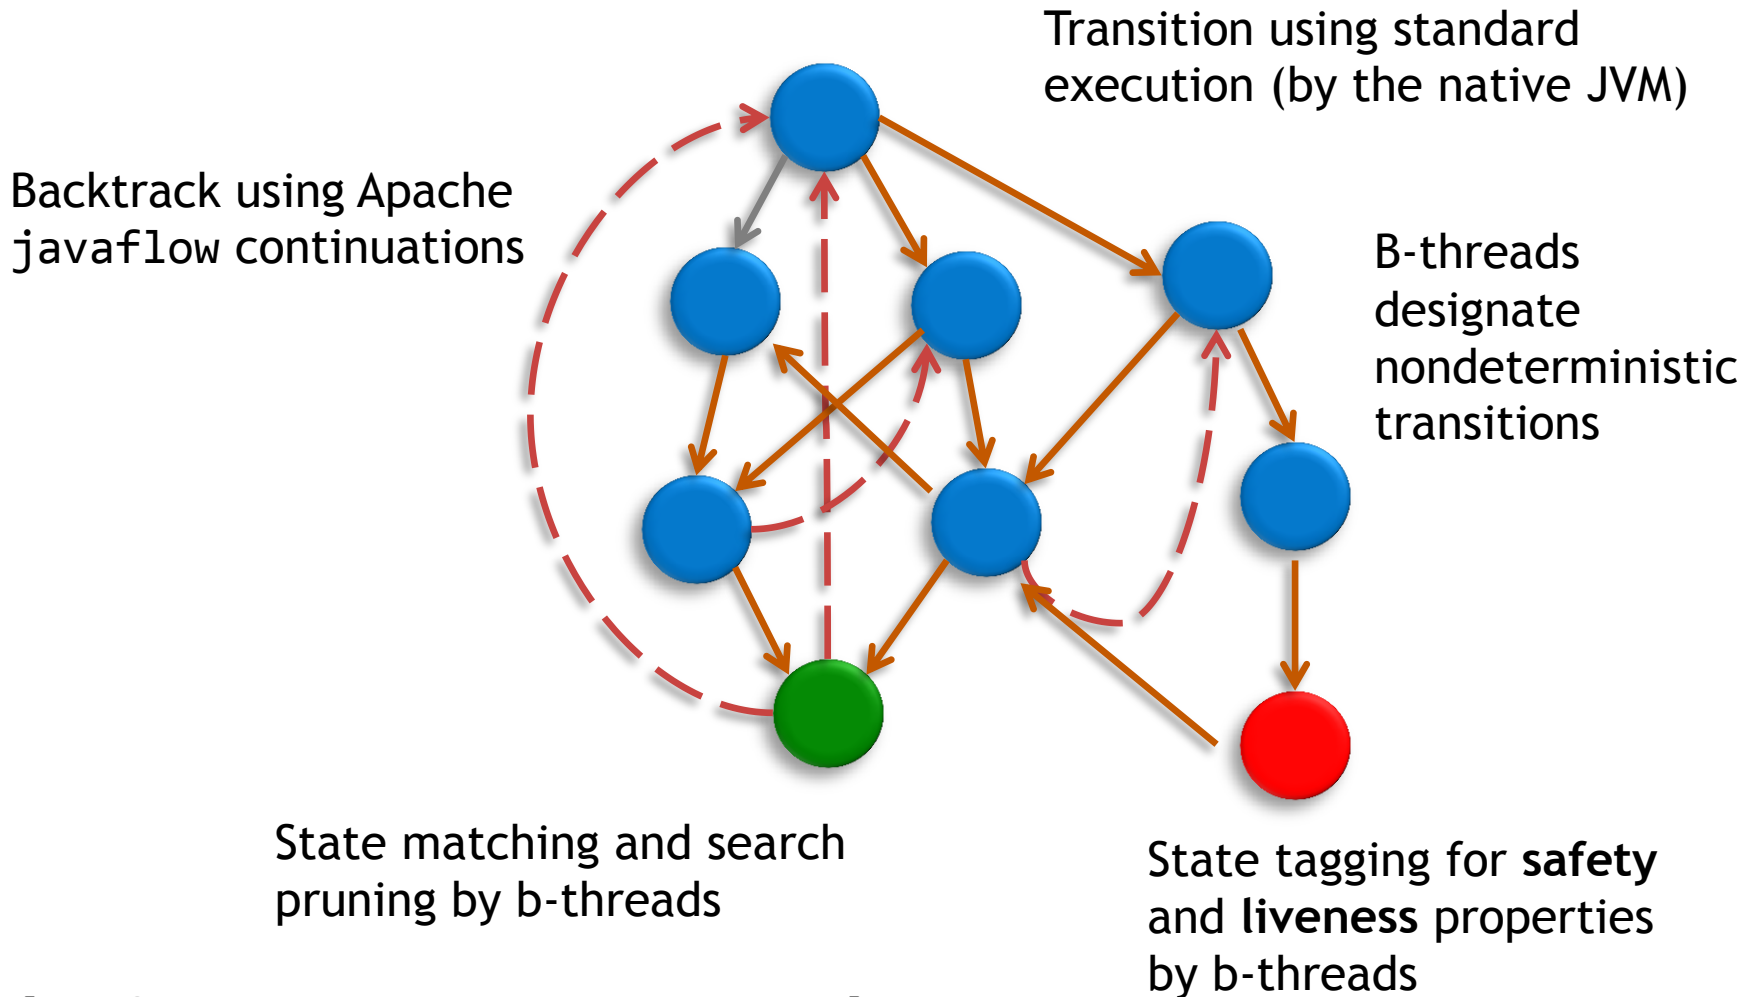 Transition using standard
execution (by the native JVM)
Backtrack using Apache
javaflow continuations
B-threads
designate
nondeterministic
transitions
State matching and search
pruning by b-threads
State tagging for safety
and liveness properties
by b-threads